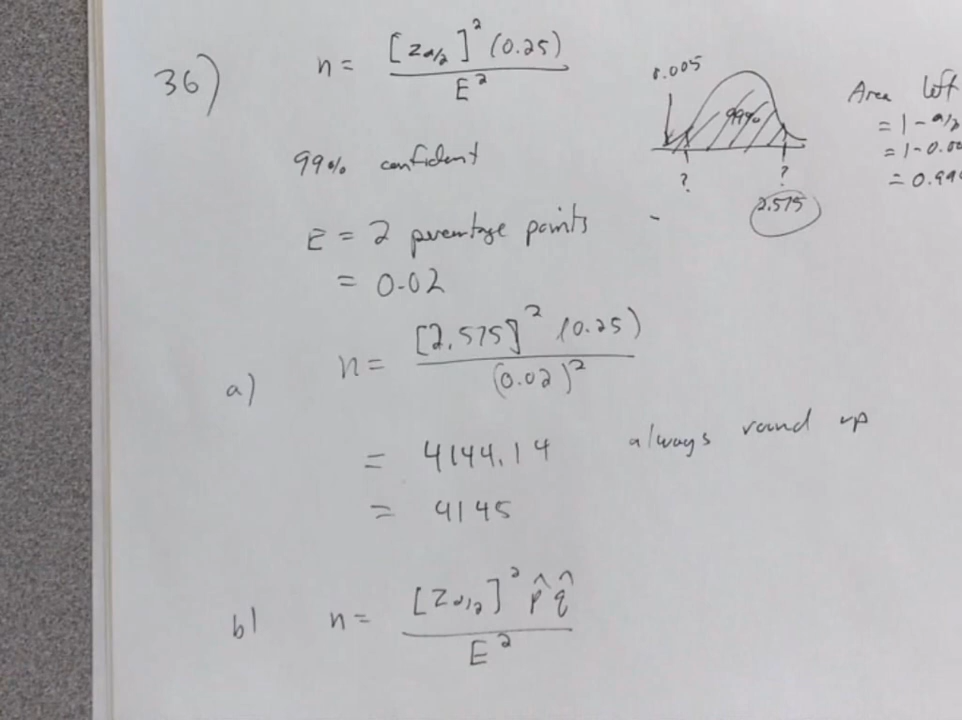 36) n = [zα/2]² (0.25) / E²
0.005
99%
? ?
2.575
Area left
= 1 - α/2
= 1 - 0.00
= 0.99
99% confident
E = 2 percentage points
= 0.02
a) n = [2.575]² (0.25) / (0.02)²
= 4144.14 always round up
= 4145
b) n = [Zα/2]² p̂ q̂ / E²